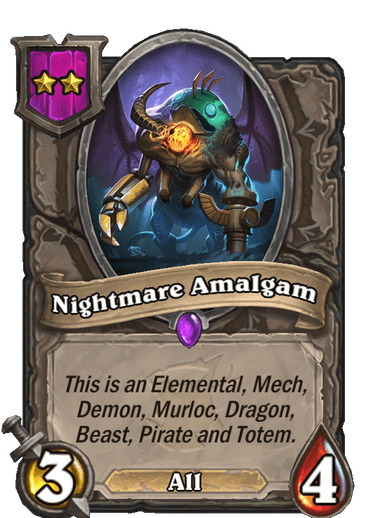 Nightmare Amalgam
This is an Elemental, Mech,
Demon, Murloc, Dragon,
Beast, Pirate and Totem.
3
All
4